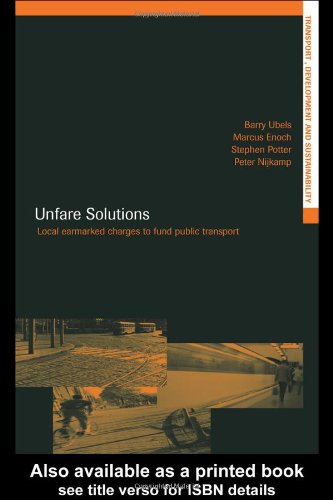 TRANSPORT, DEVELOPMENT AND SUSTAINABILITY
Barry Ubels
Marcus Enoch
Stephen Potter
Peter Nijkamp
Unfare Solutions
Local earmarked charges to fund public transport
Also available as a printed book
see title verso for ISBN details